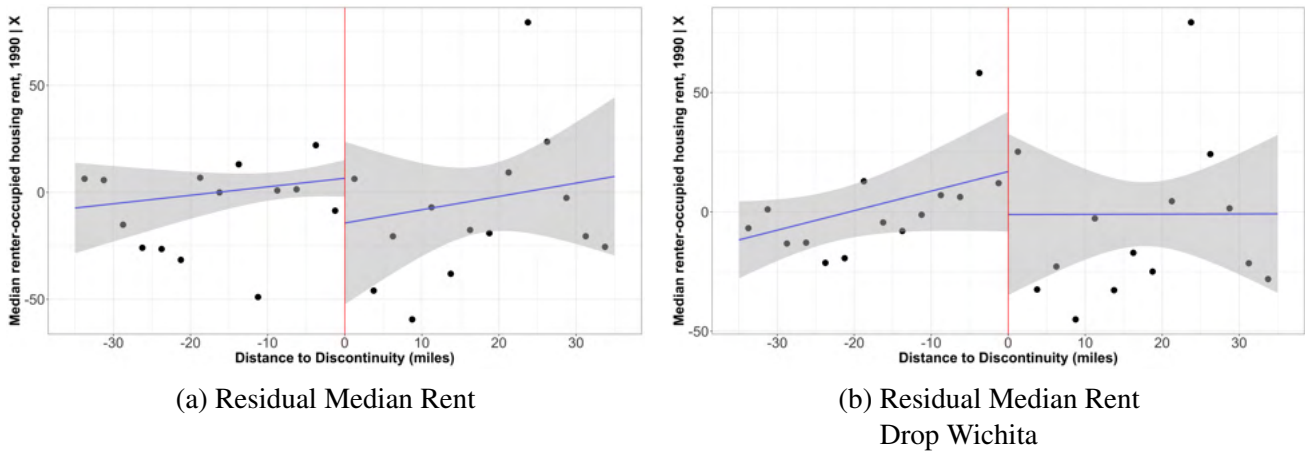 Median renter-occupied housing rent, 1990 | X
50
0
-50
-30
-20
-10
0
10
20
30
Distance to Discontinuity (miles)
(a) Residual Median Rent
Median renter-occupied housing rent, 1990 | X
50
0
-50
-30
-20
-10
0
10
20
30
Distance to Discontinuity (miles)
(b) Residual Median Rent
Drop Wichita